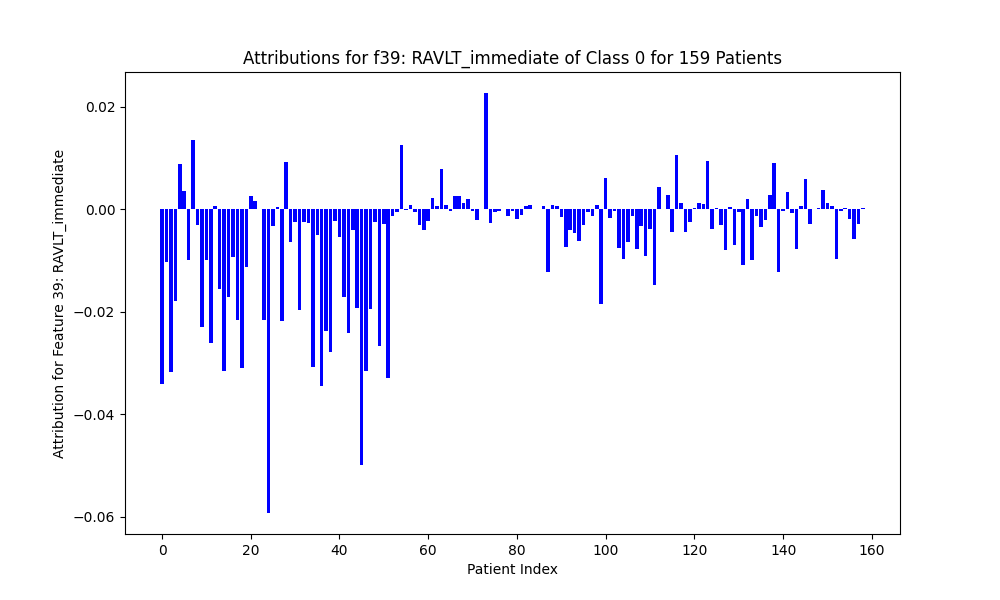 Attributions for f39: RAVLT_immediate of Class 0 for 159 Patients
Attribution for Feature 39: RAVLT_immediate
0.02
0.00
−0.02
−0.04
−0.06
0 20 40 60 80 100 120 140 160
Patient Index